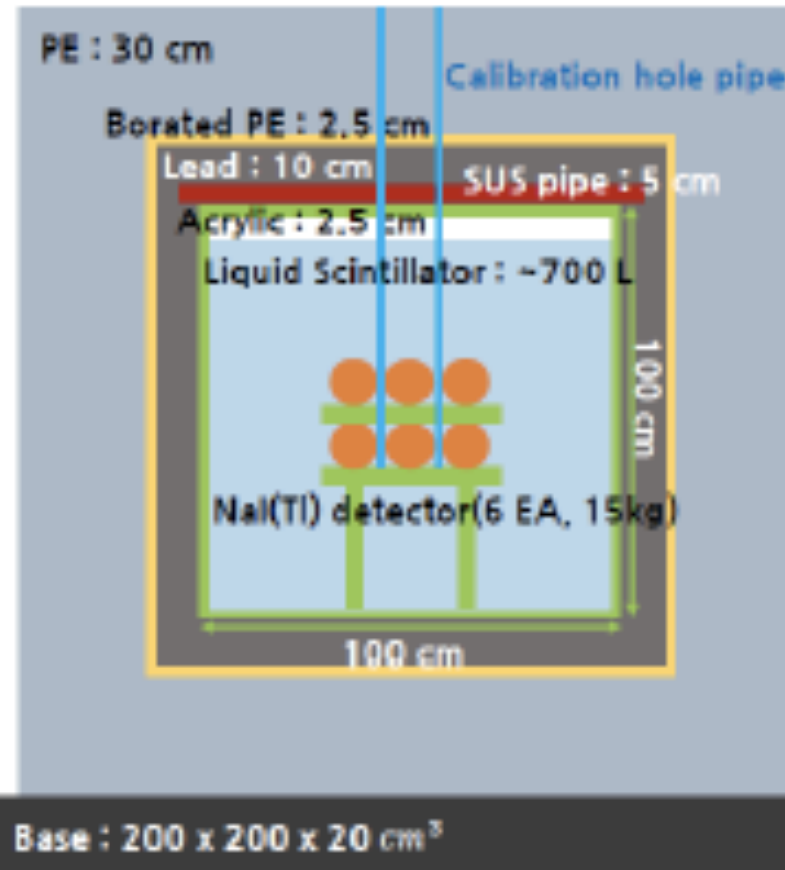 PE : 30 cm
Calibration hole pipe
Borated PE : 2.5 cm
Lead : 10 cm
SUS pipe : 5 cm
Acrylic : 2.5 cm
Liquid Scintillator : ~700 L
100 cm
NaI(Tl) detector(6 EA, 15kg)
100 cm
Base : 200 x 200 x 20 cm³